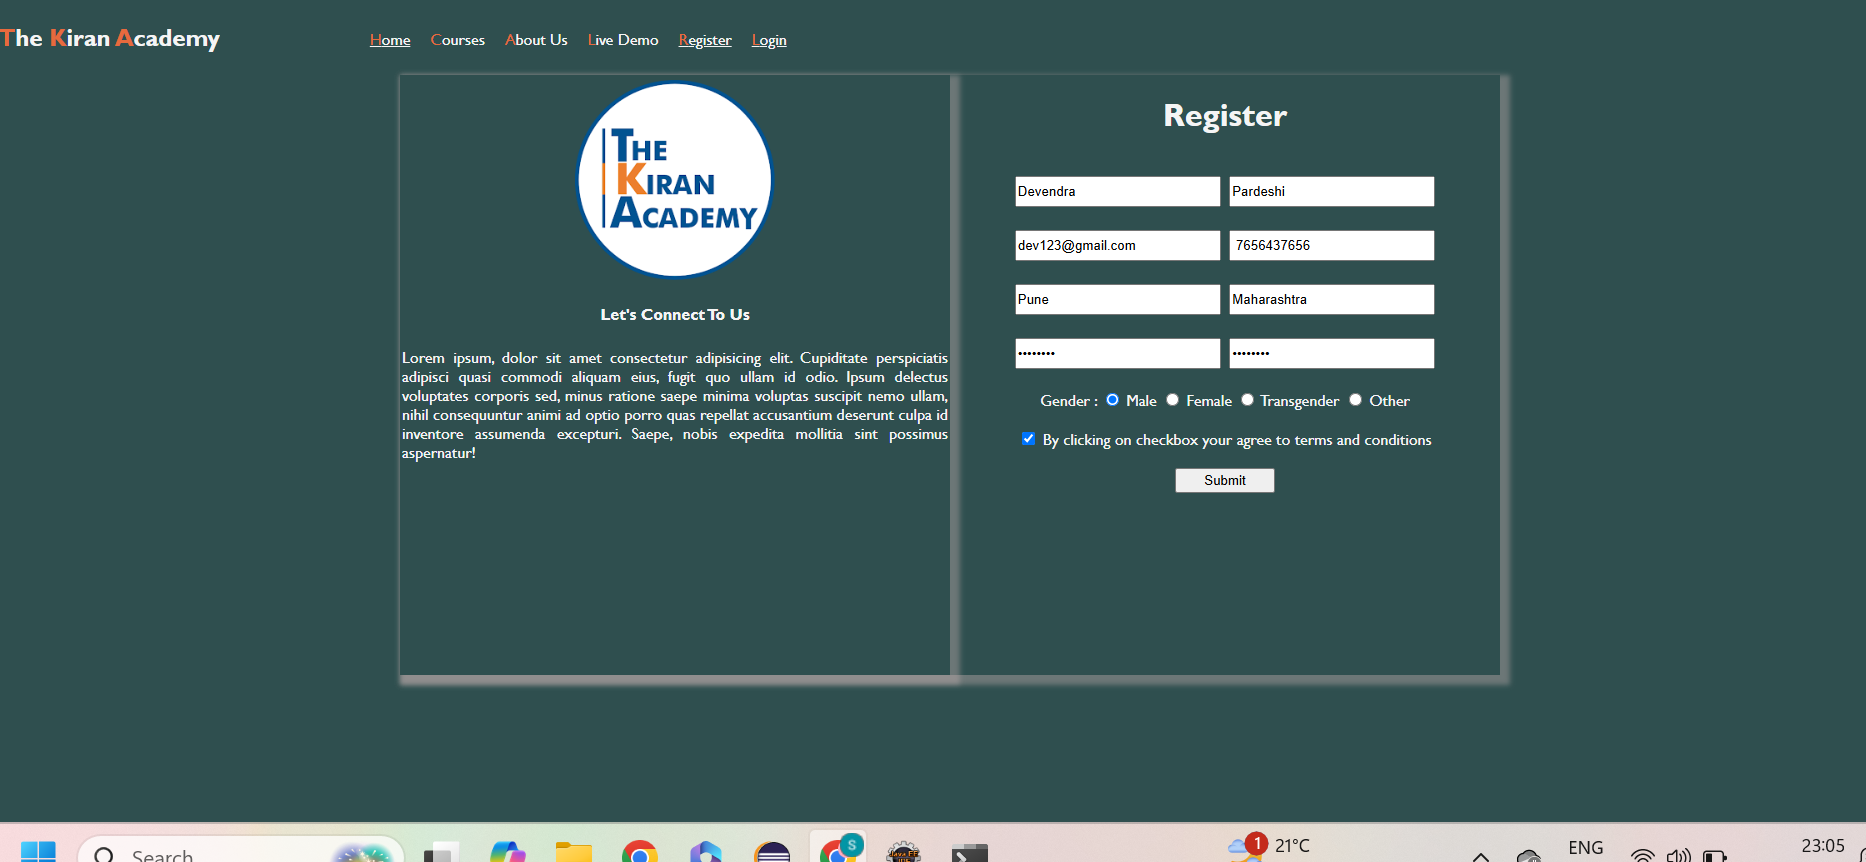 The Kiran Academy
Home Courses About Us Live Demo Register Login
THE
KIRAN
ACADEMY
Let's Connect To Us
Lorem ipsum, dolor sit amet consectetur adipisicing elit. Cupiditate perspiciatis
adipisci quasi commodi aliquam eius, fugit quo ullam id odio. Ipsum delectus
voluptates corporis sed, minus ratione saepe minima voluptas suscipit nemo ullam,
nihil consequuntur animi ad optio porro quas repellat accusantium deserunt culpa id
inventore assumenda excepturi. Saepe, nobis expedita mollitia sint possimus
aspernatur!
Register
Devendra Pardeshi
dev123@gmail.com 7656437656
Pune Maharashtra
•••••••• ••••••••
Gender : Male Female Transgender Other
By clicking on checkbox your agree to terms and conditions
Submit
Search S 1 21°C ENG 23:05